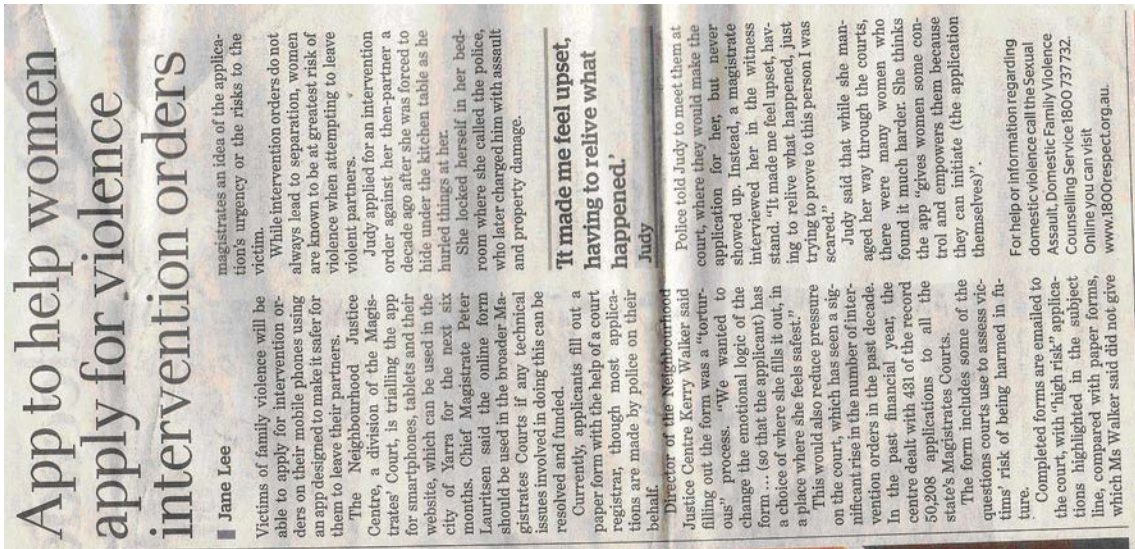 App to help women
apply for violence
intervention orders
Jane Lee
Victims of family violence will be
able to apply for intervention or-
ders on their mobile phones using
an app designed to make it safer for
them to leave their partners.
The Neighbourhood Justice
Centre, a division of the Magis-
trates' Court, is trialling the app
for smartphones, tablets and their
website, which can be used in the
city of Yarra for the next six
months. Chief Magistrate Peter
Lauritsen said the online form
should be used in the broader Ma-
gistrates Courts if any technical
issues involved in doing this can be
resolved and funded.
Currently, applicants fill out a
paper form with the help of a court
registrar, though most applica-
tions are made by police on their
behalf.
Director of the Neighbourhood
Justice Centre Kerry Walker said
filling out the form was a "tortur-
ous" process. "We wanted to
change the emotional logic of the
form ... (so that the applicant) has
a choice of where she fills it out, in
a place where she feels safest."
This would also reduce pressure
on the court, which has seen a sig-
nificant rise in the number of inter-
vention orders in the past decade.
In the past financial year, the
centre dealt with 431 of the record
50,208 applications to all the
state's Magistrates Courts.
The form includes some of the
questions courts use to assess vic-
tims' risk of being harmed in fu-
ture.
Completed forms are emailed to
the court, with "high risk" applica-
tions highlighted in the subject
line, compared with paper forms,
which Ms Walker said did not give
magistrates an idea of the applica-
tion's urgency or the risks to the
victim.
While intervention orders do not
always lead to separation, women
are known to be at greatest risk of
violence when attempting to leave
violent partners.
Judy applied for an intervention
order against her then-partner a
decade ago after she was forced to
hide under the kitchen table as he
hurled things at her.
She locked herself in her bed-
room where she called the police,
who later charged him with assault
and property damage.
'It made me feel upset,
having to relive what
happened.'
Judy
Police told Judy to meet them at
court, where they would make the
application for her, but never
showed up. Instead, a magistrate
interviewed her in the witness
stand. "It made me feel upset, hav-
ing to relive what happened, just
trying to prove to this person I was
scared."
Judy said that while she man-
aged her way through the courts,
there were many women who
found it much harder. She thinks
the app "gives women some con-
trol and empowers them because
they can initiate (the application
themselves)".
For help or information regarding
domestic violence call the Sexual
Assault, Domestic Family Violence
Counselling Service 1800 737 732.
Online you can visit
www.1800respect.org.au.